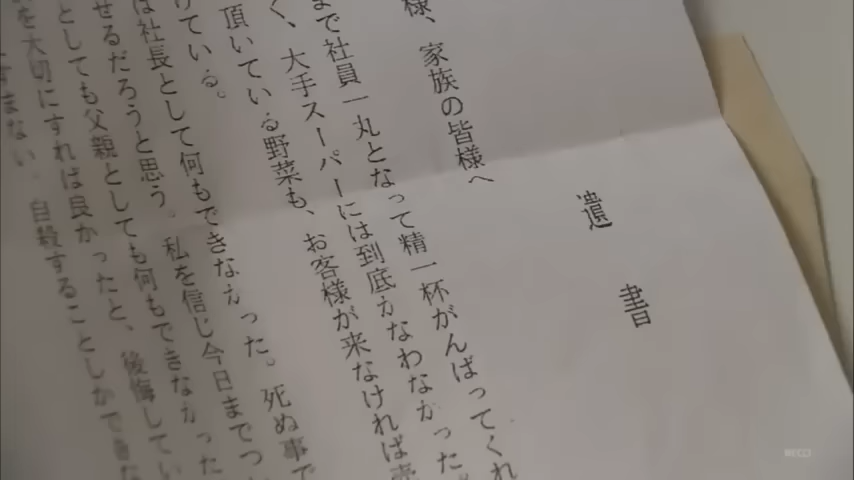 遺書
様、家族の皆様へ
まで社員一丸となって精一杯がんばってくれ
く、大手スーパーには到底かなわなかった。
頂いている野菜も、お客様が来なければ売
けている。
は社長として何もできなかった。死ぬ事で
せるだろうと思う。私を信じ今日までつい
としても父親としても何もできなかった
を大切にすれば良かったと、後悔してい
すまない。自殺することしかできな